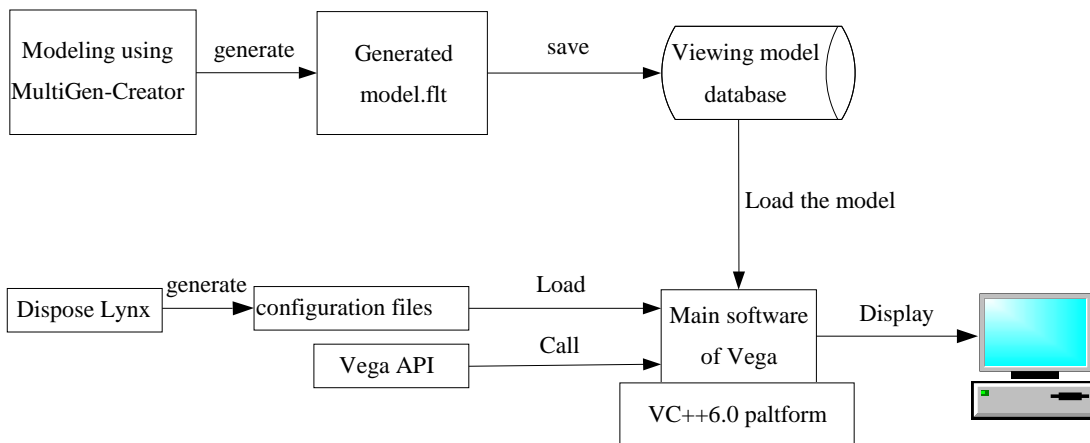 Modeling using
MultiGen-Creator
generate
Generated
model.flt
save
Viewing model
database
Load the model
Dispose Lynx
generate
configuration files
Load
Vega API
Call
Main software
of Vega
VC++6.0 paltform
Display